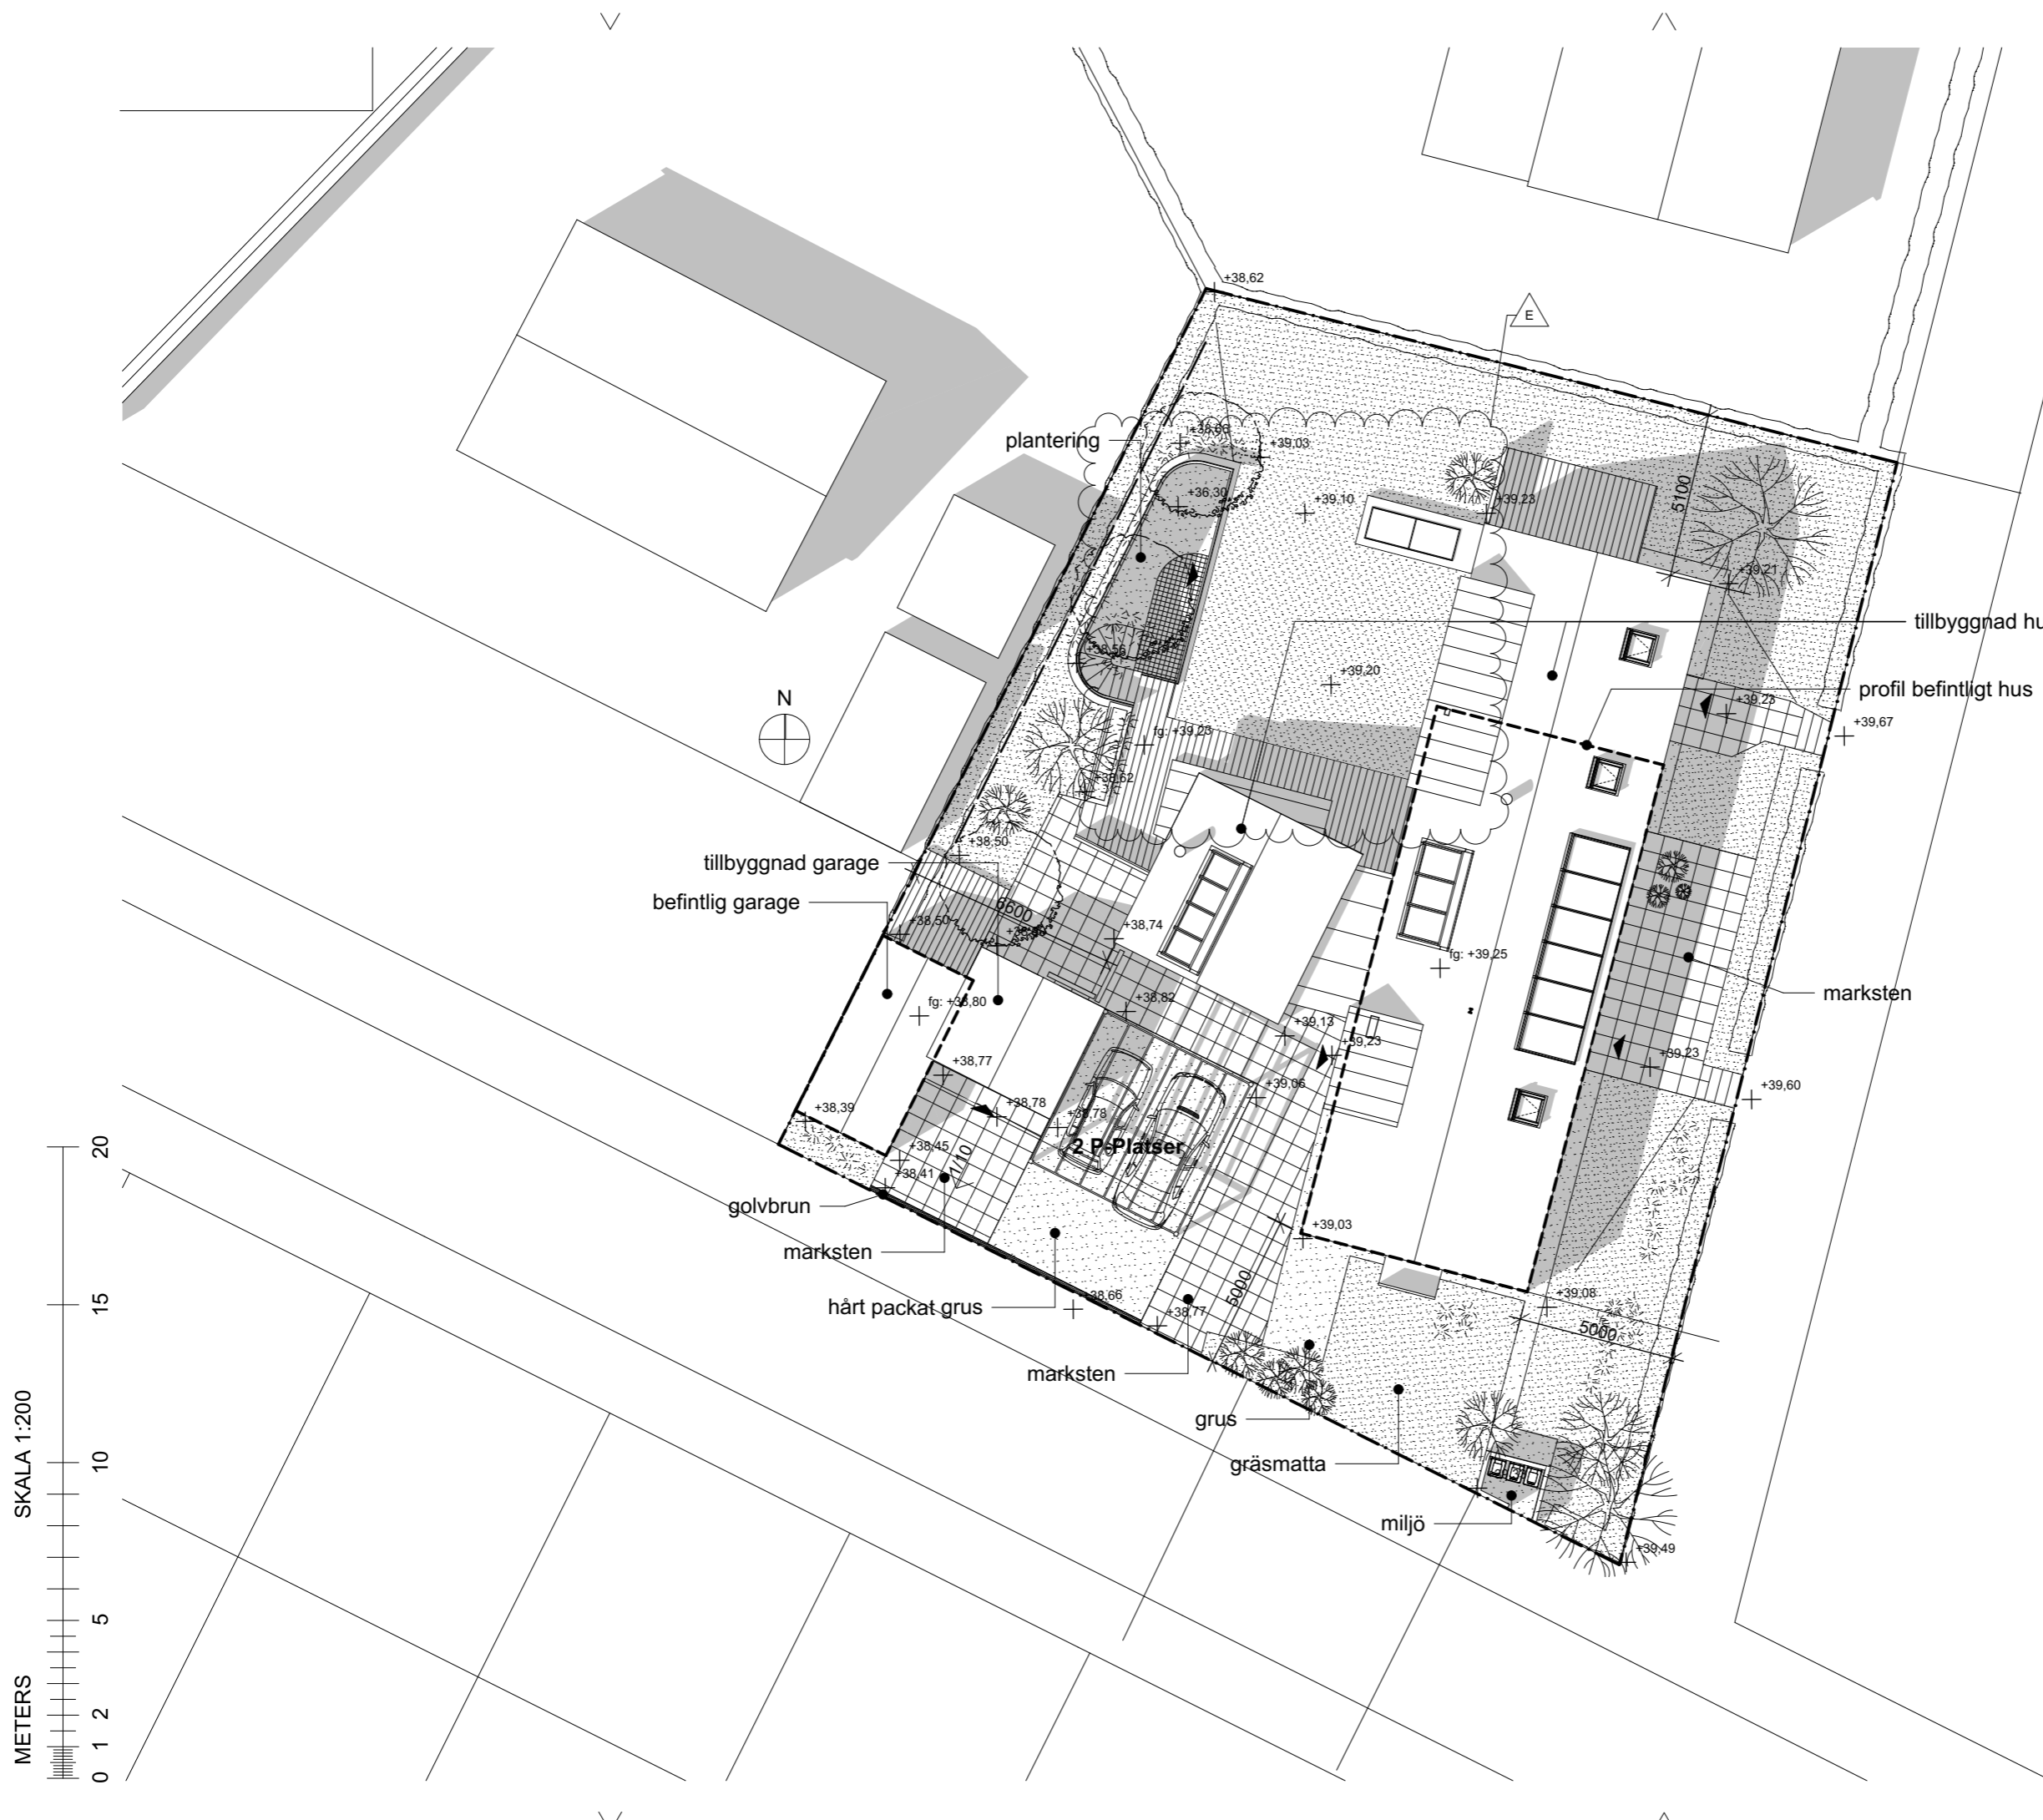 +38,62
E
plantering
+38,66
+39,03
+36,30
+39,10
+39,23
5100
+39,21
tillbyggnad hu
+38,56
+39,20
profil befintligt hus
+39,23
+39,67
N
fg: +39,23
+38,62
+38,50
tillbyggnad garage
befintlig garage
6600
+38,50
+38,74
fg: +39,25
marksten
fg: +38,80
+38,82
+39,13
+39,23
+39,23
+38,77
+39,06
+39,60
+38,39
+38,78
+38,78
2 P-Platser
+38,45
1/10
+38,41
golvbrun
+39,03
marksten
5000
hårt packat grus
+38,66
+38,77
+39,08
5000
marksten
grus
gräsmatta
miljö
+39,49
SKALA 1:200
METERS
20
15
10
5
2
1
0